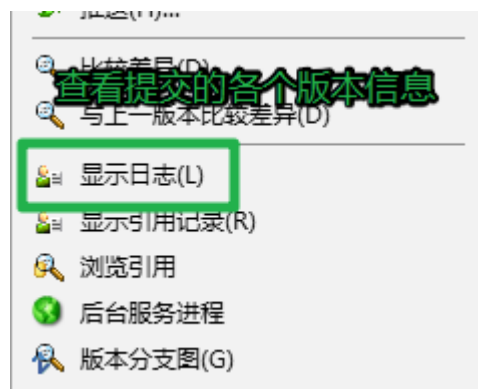 推送(H)...
比较差异(D)
查看提交的各个版本信息
与上一版本比较差异(D)
显示日志(L)
显示引用记录(R)
浏览引用
后台服务进程
版本分支图(G)